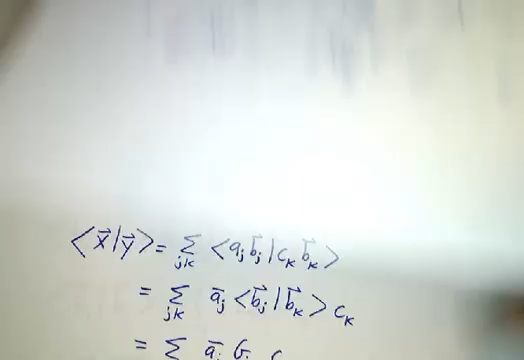 ⟨x⃗|y⃗⟩ = Σ_{jk} ⟨a_j b⃗_j | c_k b⃗_k⟩
= Σ_{jk} ā_j ⟨b⃗_j | b⃗_k⟩ c_k
= Σ ā G c